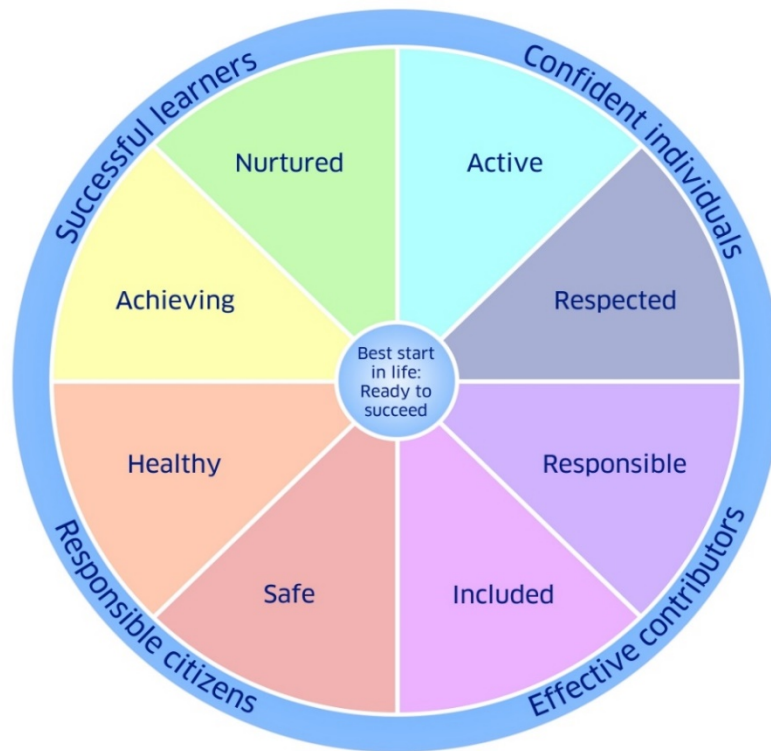 Successful learners
Confident individuals
Nurtured
Active
Achieving
Respected
Best start
in life:
Ready to
succeed
Healthy
Responsible
Safe
Included
Responsible citizens
Effective contributors